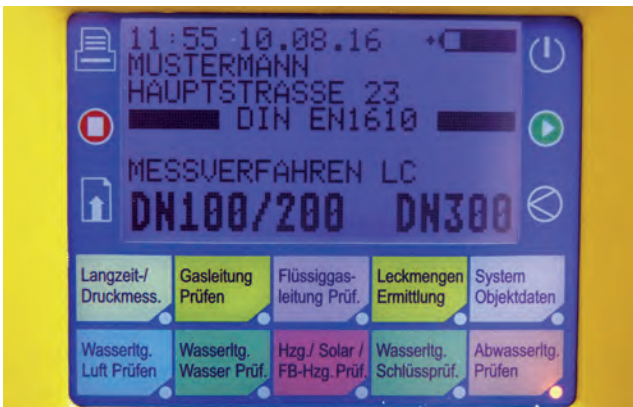 11:55 10.08.16
MUSTERMANN
HAUPTSTRASSE 23
DIN EN1610
MESSVERFAHREN LC
DN100/200 DN300
Langzeit-/
Druckmess.
Gasleitung
Prüfen
Flüssiggas-
leitung Prüf.
Leckmengen
Ermittlung
System
Objektdaten
Wasserltg.
Luft Prüfen
Wasserltg.
Wasser Prüf.
Hzg./ Solar /
FB-Hzg.Prüf.
Wasserltg.
Schlüssprüf.
Abwasserltg.
Prüfen